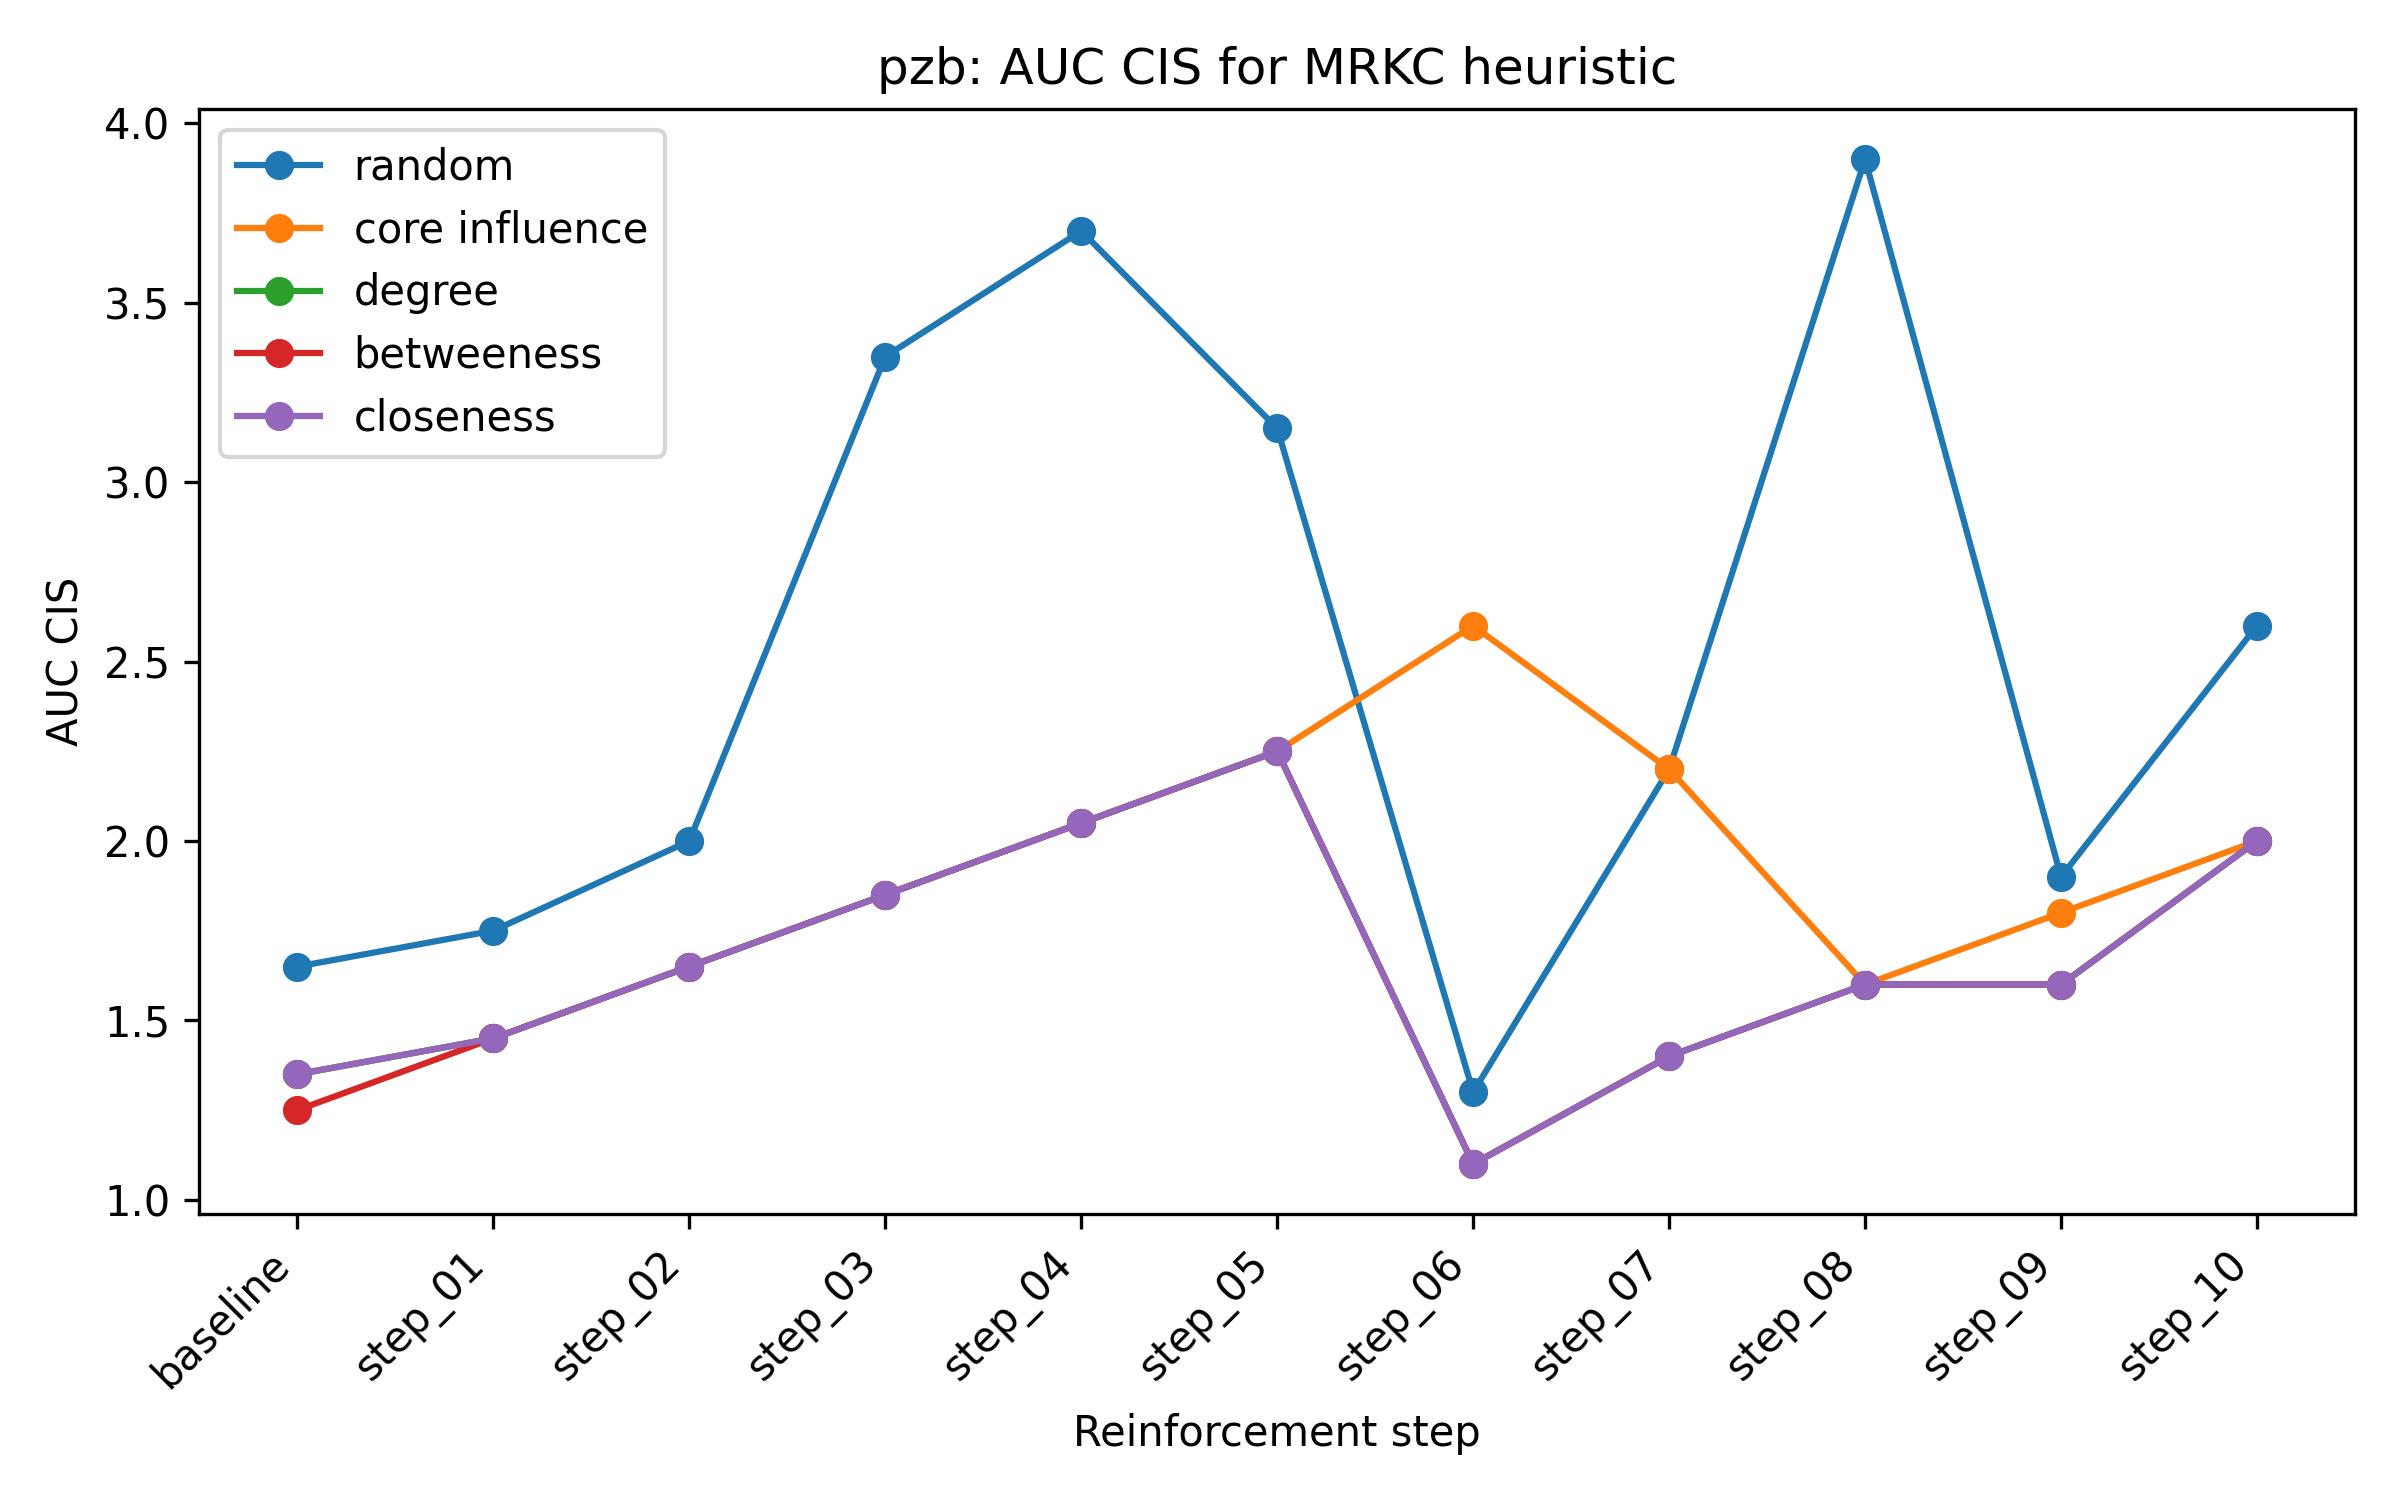 pzb: AUC CIS for MRKC heuristic
4.0
3.5
3.0
2.5
2.0
1.5
1.0
AUC CIS
random
core influence
degree
betweeness
closeness
baseline
step_01
step_02
step_03
step_04
step_05
step_06
step_07
step_08
step_09
step_10
Reinforcement step